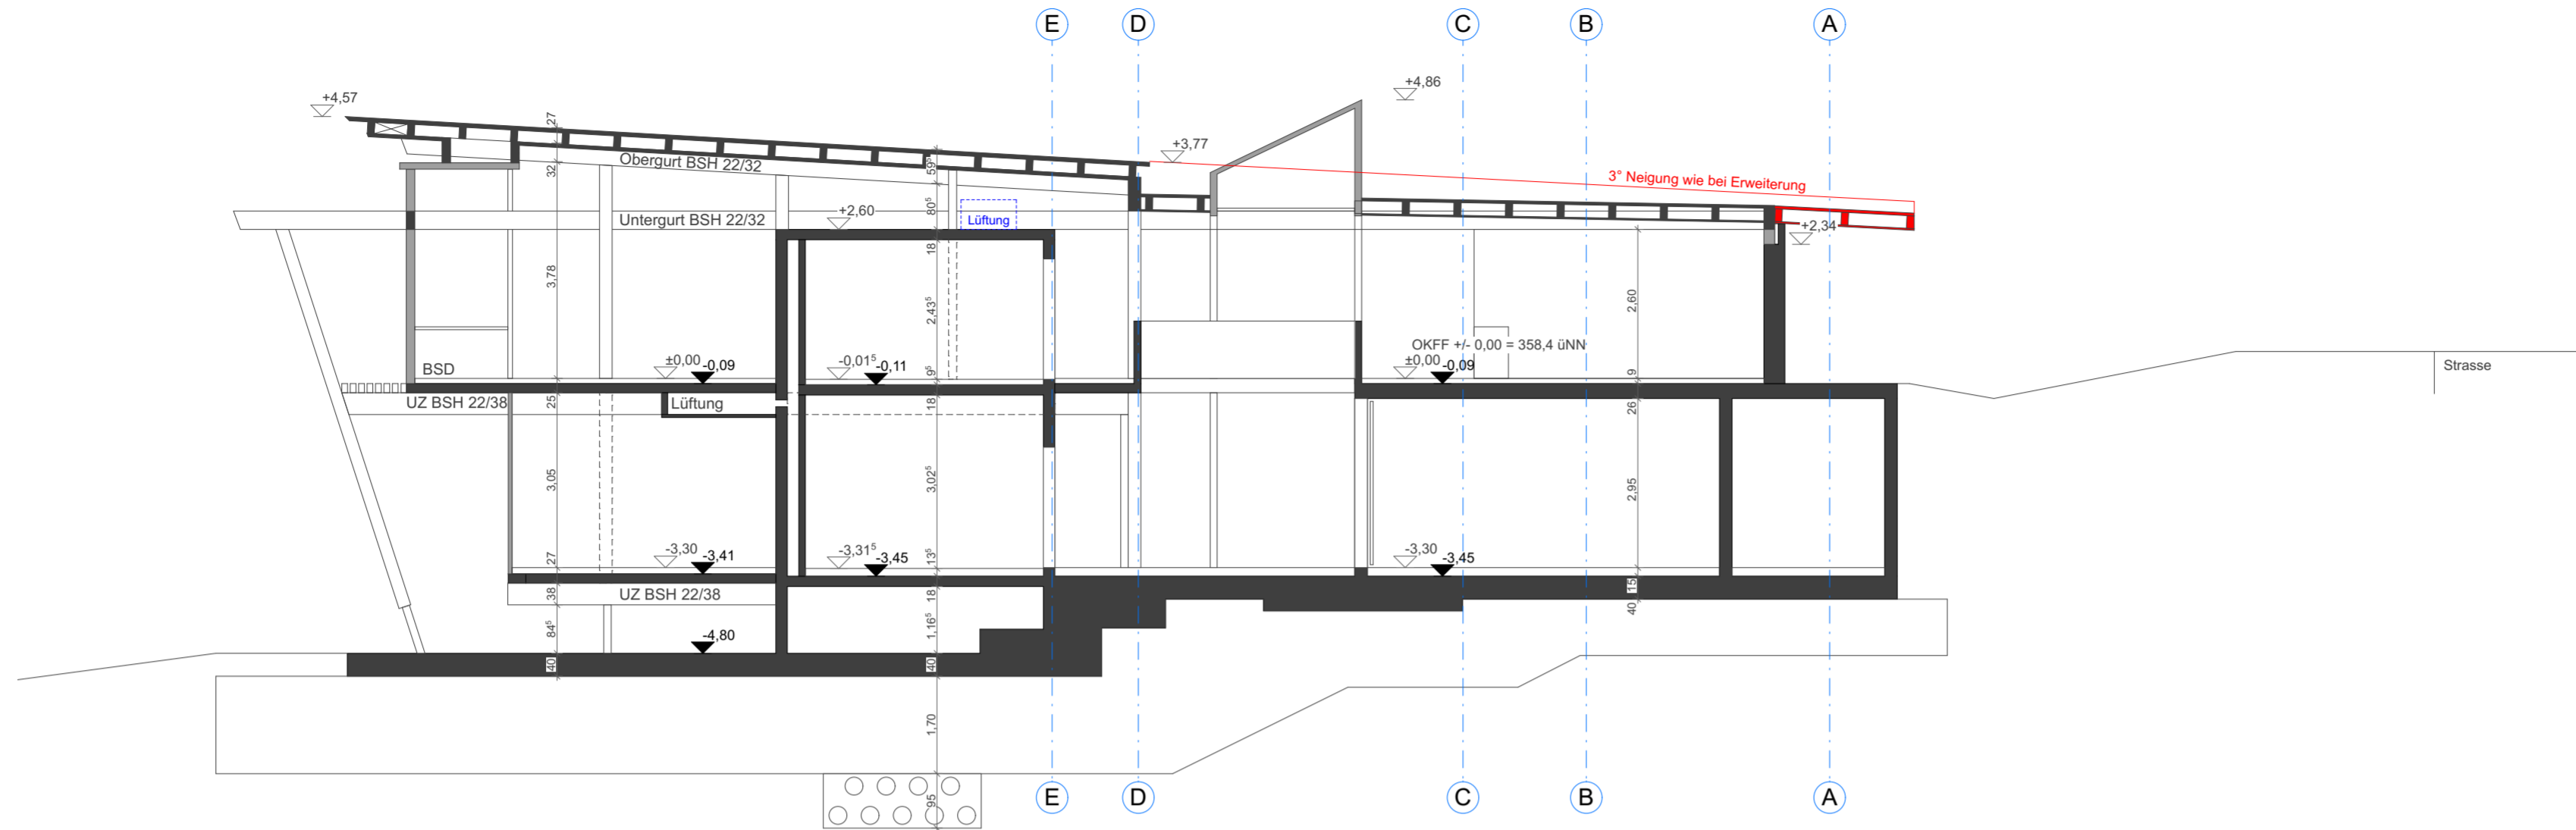 E
D
C
B
A
+4,86
+4,57
27
+3,77
Obergurt BSH 22/32
32
59⁵
3° Neigung wie bei Erweiterung
+2,60
80⁵
Untergurt BSH 22/32
Lüftung
+2,34
18
3,78
2,43⁵
2,60
OKFF +/- 0,00 = 358,4 üNN
BSD
±0,00
-0,09
-0,01⁵
-0,11
9⁵
±0,00
-0,09
9
Strasse
UZ BSH 22/38
25
Lüftung
18
26
3,05
3,02⁵
2,95
27
-3,30
-3,41
-3,31⁵
-3,45
13⁵
-3,30
-3,45
15
38
UZ BSH 22/38
18
40
84⁵
-4,80
1,16⁵
40
40
1,70
95
E
D
C
B
A